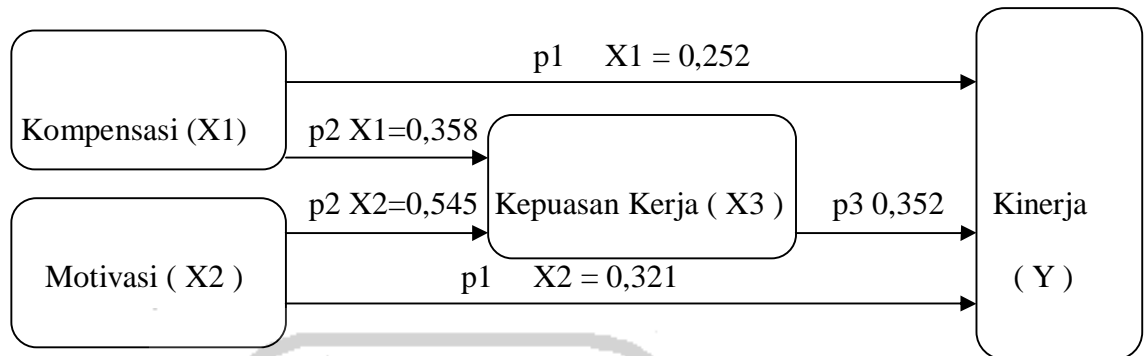 p1 X1 = 0,252
Kompensasi (X1)
p2 X1=0,358
p2 X2=0,545
Kepuasan Kerja ( X3 )
p3 0,352
Kinerja
( Y )
Motivasi ( X2 )
p1 X2 = 0,321